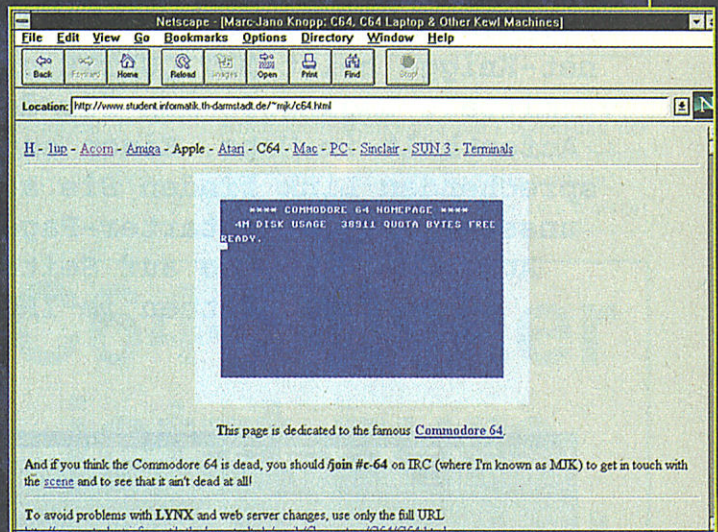 Netscape - [Marc-Jano Knopp: C64, C64 Laptop & Other Kewl Machines]
File Edit View Go Bookmarks Options Directory Window Help
Back Forward Home Reload Images Open Print Find Stop!
Location: http://www.student.informatik.th-darmstadt.de/~mjk/c64.html
N
H - 1up - Acorn - Amiga - Apple - Atari - C64 - Mac - PC - Sinclair - SUN 3 - Terminals
**** COMMODORE 64 HOMEPAGE ****
4M DISK USAGE 38911 QUOTA BYTES FREE
READY.
This page is dedicated to the famous Commodore 64.
And if you think the Commodore 64 is dead, you should /join #c-64 on IRC (where I'm known as MJK) to get in touch with
the scene and to see that it ain't dead at all!
To avoid problems with LYNX and web server changes, use only the full URL